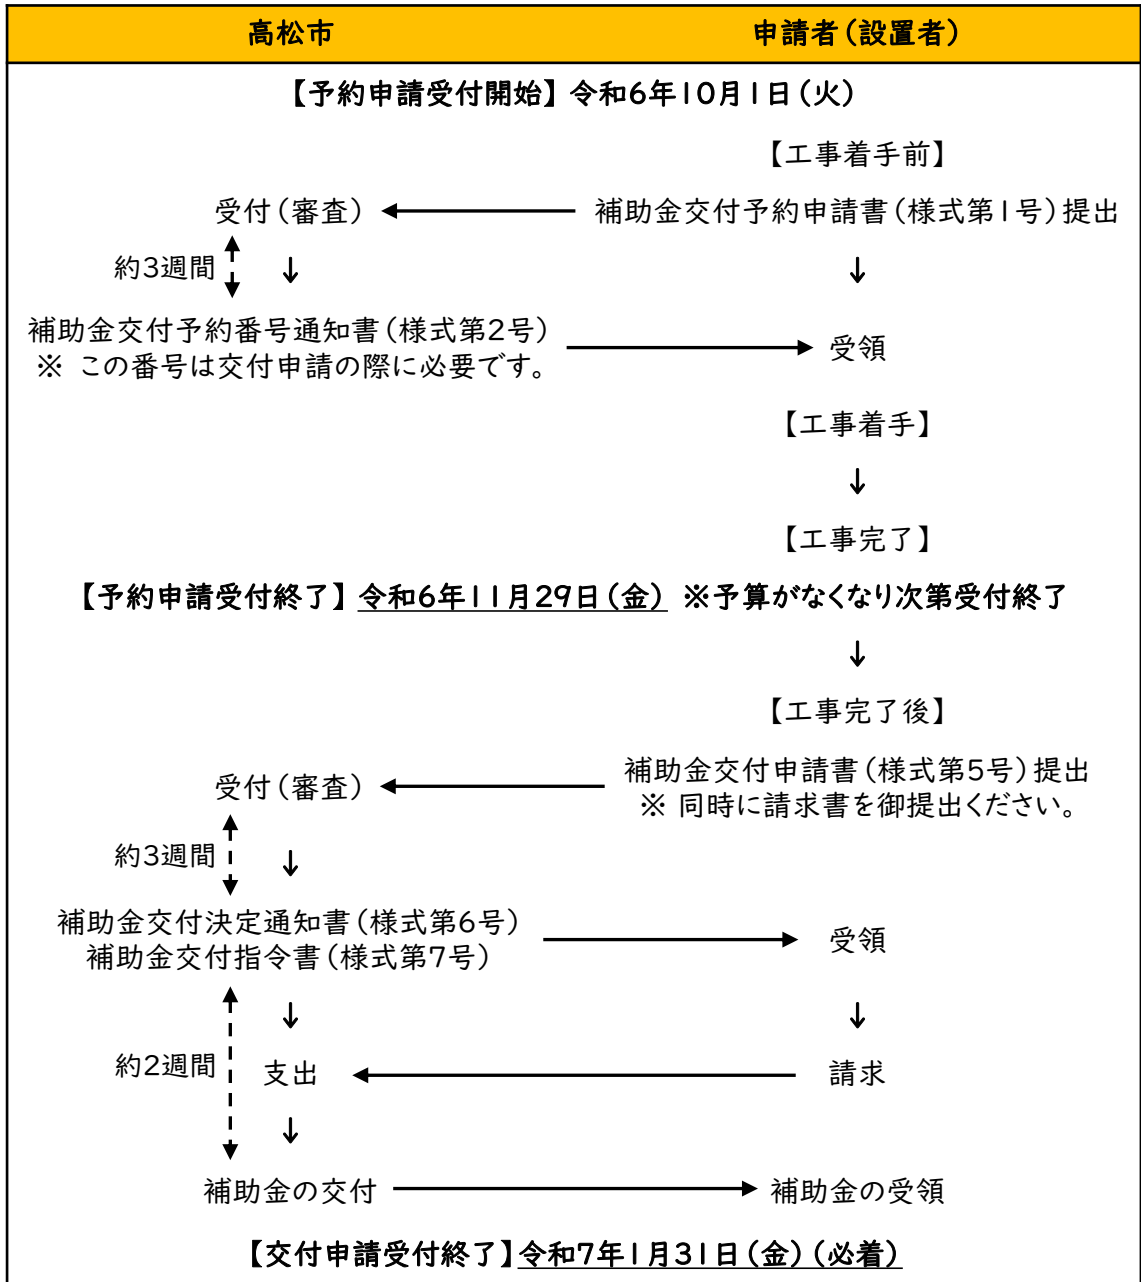 高松市
申請者（設置者）
【予約申請受付開始】令和6年10月1日（火）
【工事着手前】
受付（審査）
補助金交付予約申請書（様式第1号）提出
約3週間
補助金交付予約番号通知書（様式第2号）
※ この番号は交付申請の際に必要です。
受領
【工事着手】
【工事完了】
【予約申請受付終了】令和6年11月29日（金） ※予算がなくなり次第受付終了
【工事完了後】
受付（審査）
補助金交付申請書（様式第5号）提出
※ 同時に請求書を御提出ください。
約3週間
補助金交付決定通知書（様式第6号）
補助金交付指令書（様式第7号）
受領
約2週間
支出
請求
補助金の交付
補助金の受領
【交付申請受付終了】令和7年1月31日（金）（必着）